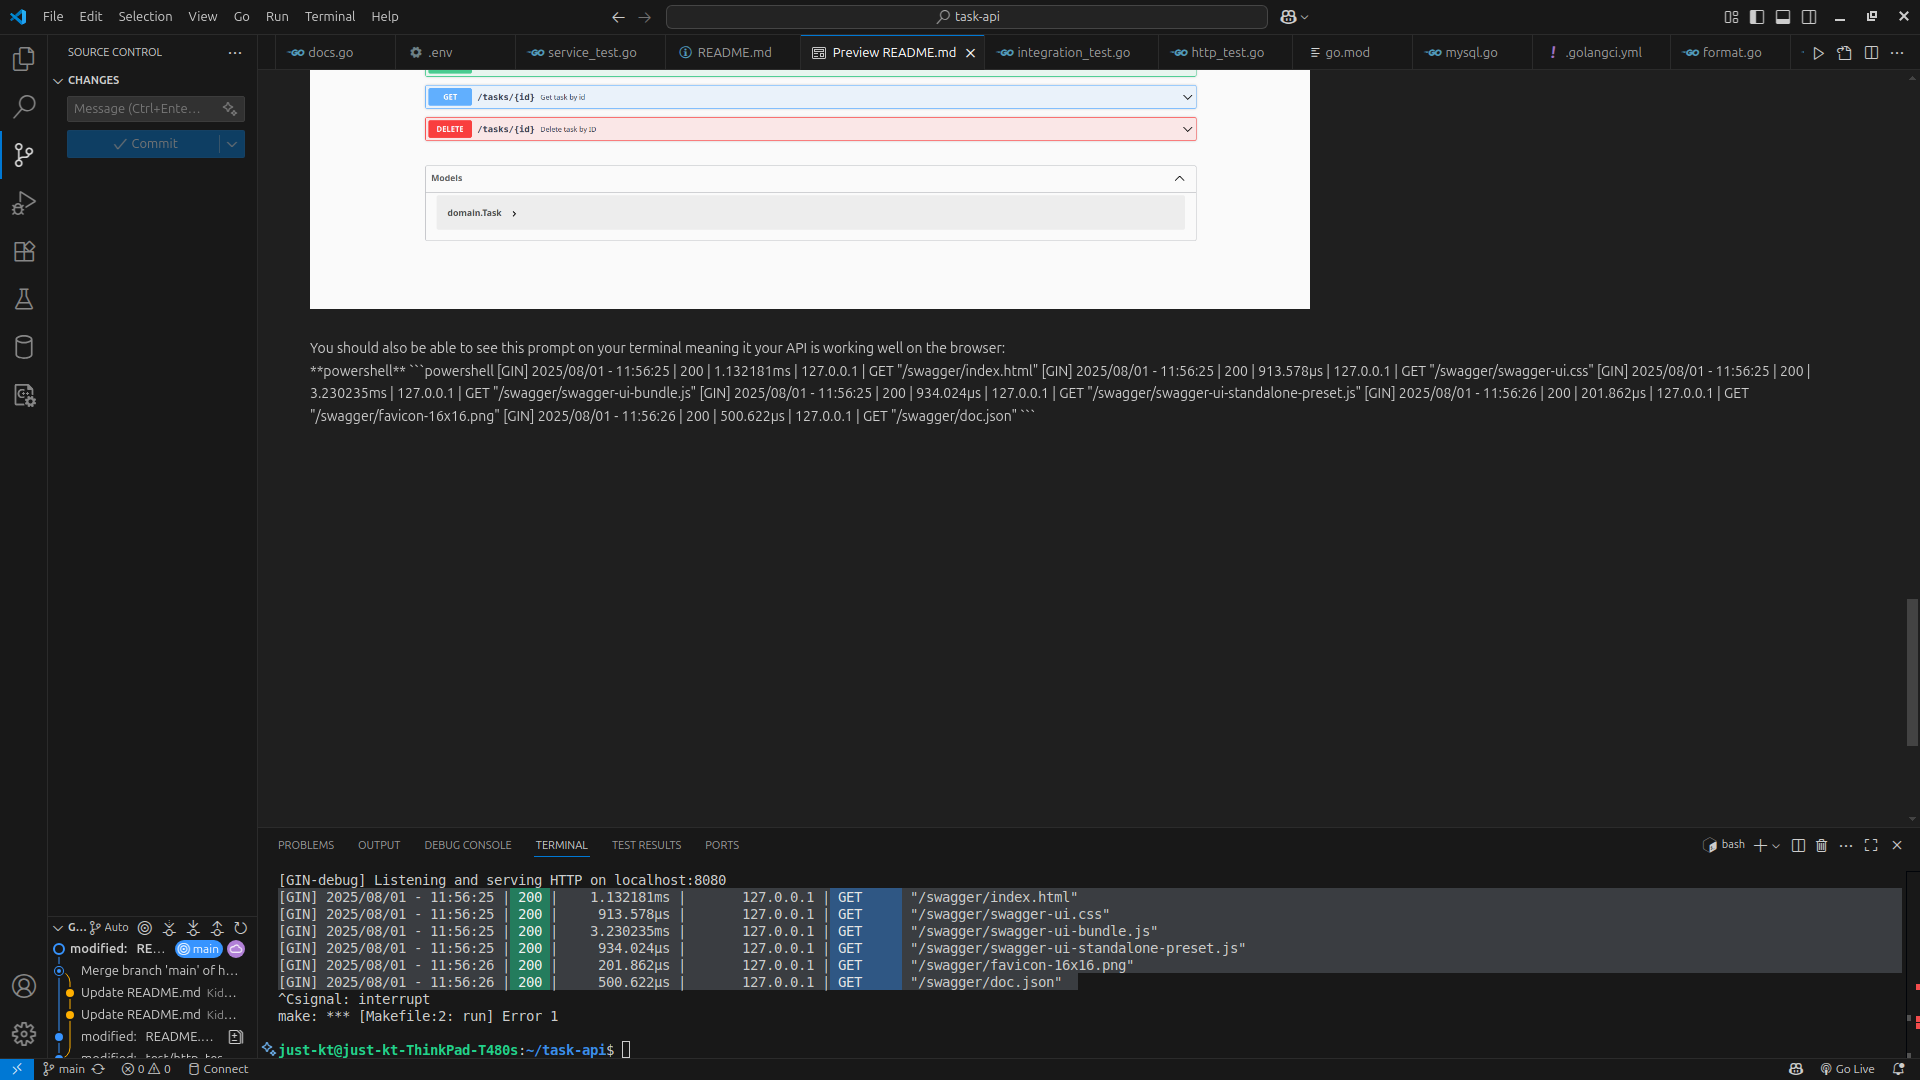 File Edit Selection View Go Run Terminal Help
task-api
SOURCE CONTROL
docs.go
.env
service_test.go
README.md
Preview README.md
integration_test.go
http_test.go
go.mod
mysql.go
.golangci.yml
format.go
CHANGES
Message (Ctrl+Ente...
Commit
GET /tasks/{id} Get task by id
DELETE /tasks/{id} Delete task by ID
Models
domain.Task
You should also be able to see this prompt on your terminal meaning it your API is working well on the browser:
**powershell** ```powershell [GIN] 2025/08/01 - 11:56:25 | 200 | 1.132181ms | 127.0.0.1 | GET "/swagger/index.html" [GIN] 2025/08/01 - 11:56:25 | 200 | 913.578µs | 127.0.0.1 | GET "/swagger/swagger-ui.css" [GIN] 2025/08/01 - 11:56:25 | 200 |
3.230235ms | 127.0.0.1 | GET "/swagger/swagger-ui-bundle.js" [GIN] 2025/08/01 - 11:56:25 | 200 | 934.024µs | 127.0.0.1 | GET "/swagger/swagger-ui-standalone-preset.js" [GIN] 2025/08/01 - 11:56:26 | 200 | 201.862µs | 127.0.0.1 | GET
"/swagger/favicon-16x16.png" [GIN] 2025/08/01 - 11:56:26 | 200 | 500.622µs | 127.0.0.1 | GET "/swagger/doc.json" ```
PROBLEMS OUTPUT DEBUG CONSOLE TERMINAL TEST RESULTS PORTS
bash
[GIN-debug] Listening and serving HTTP on localhost:8080
[GIN] 2025/08/01 - 11:56:25 | 200 | 1.132181ms | 127.0.0.1 | GET "/swagger/index.html"
[GIN] 2025/08/01 - 11:56:25 | 200 | 913.578µs | 127.0.0.1 | GET "/swagger/swagger-ui.css"
[GIN] 2025/08/01 - 11:56:25 | 200 | 3.230235ms | 127.0.0.1 | GET "/swagger/swagger-ui-bundle.js"
[GIN] 2025/08/01 - 11:56:25 | 200 | 934.024µs | 127.0.0.1 | GET "/swagger/swagger-ui-standalone-preset.js"
[GIN] 2025/08/01 - 11:56:26 | 200 | 201.862µs | 127.0.0.1 | GET "/swagger/favicon-16x16.png"
[GIN] 2025/08/01 - 11:56:26 | 200 | 500.622µs | 127.0.0.1 | GET "/swagger/doc.json"
^Csignal: interrupt
make: *** [Makefile:2: run] Error 1
just-kt@just-kt-ThinkPad-T480s:~/task-api$
G... Auto
modified: RE... main
Merge branch 'main' of h...
Update README.md Kid...
Update README.md Kid...
modified: README....
modified: test/http_tes
main
0 0
Connect
Go Live